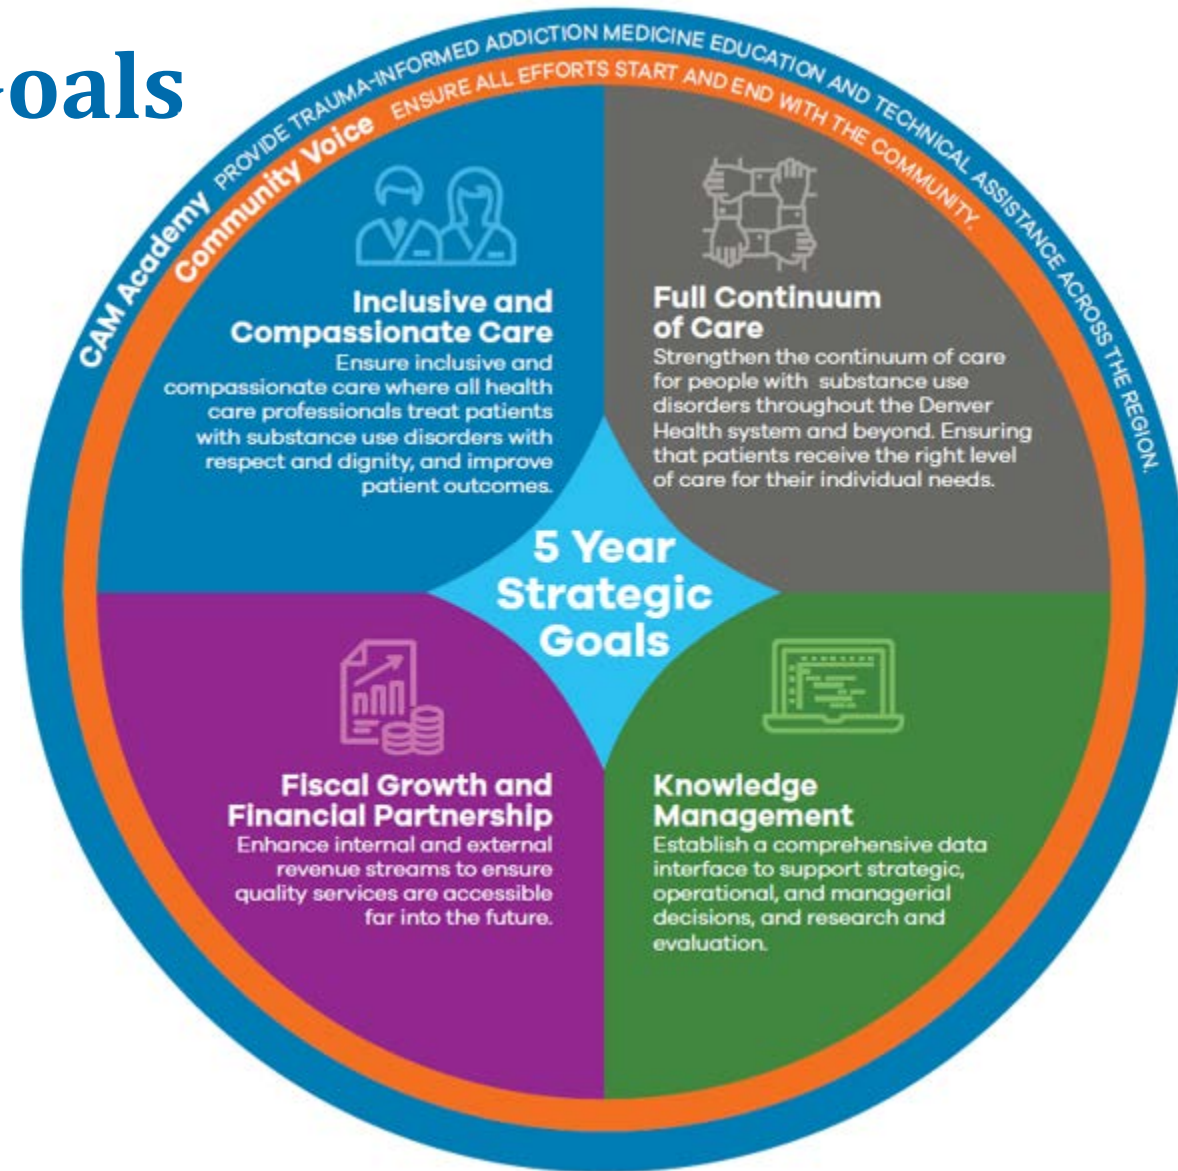 oals
CAM Academy PROVIDE TRAUMA-INFORMED ADDICTION MEDICINE EDUCATION AND TECHNICAL ASSISTANCE ACROSS THE REGION.
Community Voice ENSURE ALL EFFORTS START AND END WITH THE COMMUNITY.
Inclusive and
Compassionate Care
Ensure inclusive and
compassionate care where all health
care professionals treat patients
with substance use disorders with
respect and dignity, and improve
patient outcomes.
Full Continuum
of Care
Strengthen the continuum of care
for people with substance use
disorders throughout the Denver
Health system and beyond. Ensuring
that patients receive the right level
of care for their individual needs.
5 Year
Strategic
Goals
Fiscal Growth and
Financial Partnership
Enhance internal and external
revenue streams to ensure
quality services are accessible
far into the future.
Knowledge
Management
Establish a comprehensive data
interface to support strategic,
operational, and managerial
decisions, and research and
evaluation.